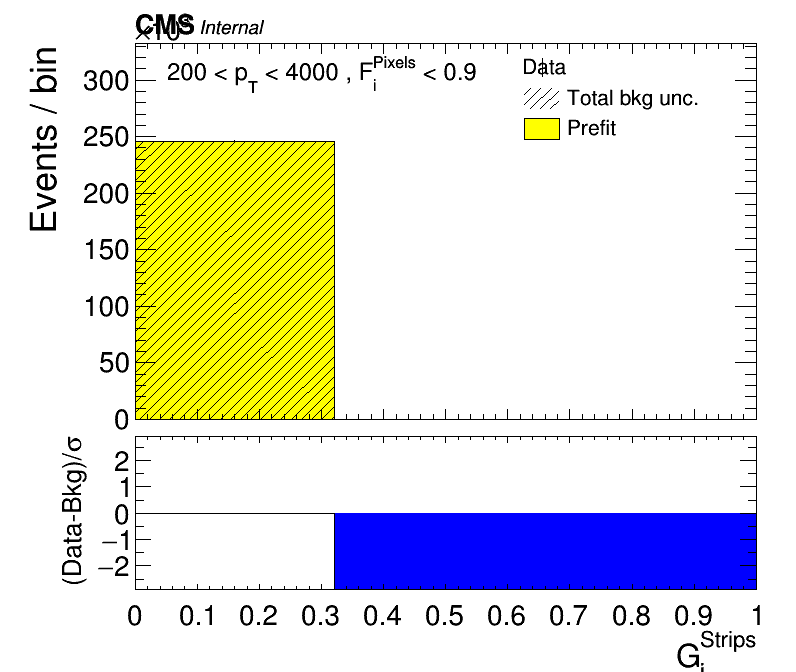 CMS Internal
×10³
Events / bin
200 < p_T < 4000 , F_i^Pixels < 0.9
Data
Total bkg unc.
Prefit
300
250
200
150
100
50
0
(Data-Bkg)/σ
2
1
0
−1
−2
0 0.1 0.2 0.3 0.4 0.5 0.6 0.7 0.8 0.9 1
G_i^Strips